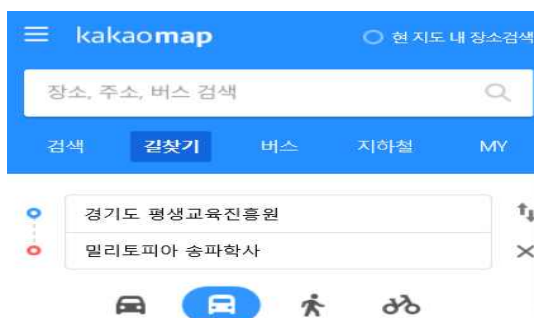 kakaomap
현 지도 내 장소검색
장소, 주소, 버스 검색
검색 길찾기 버스 지하철 MY
경기도 평생교육진흥원
밀리토피아 송파학사